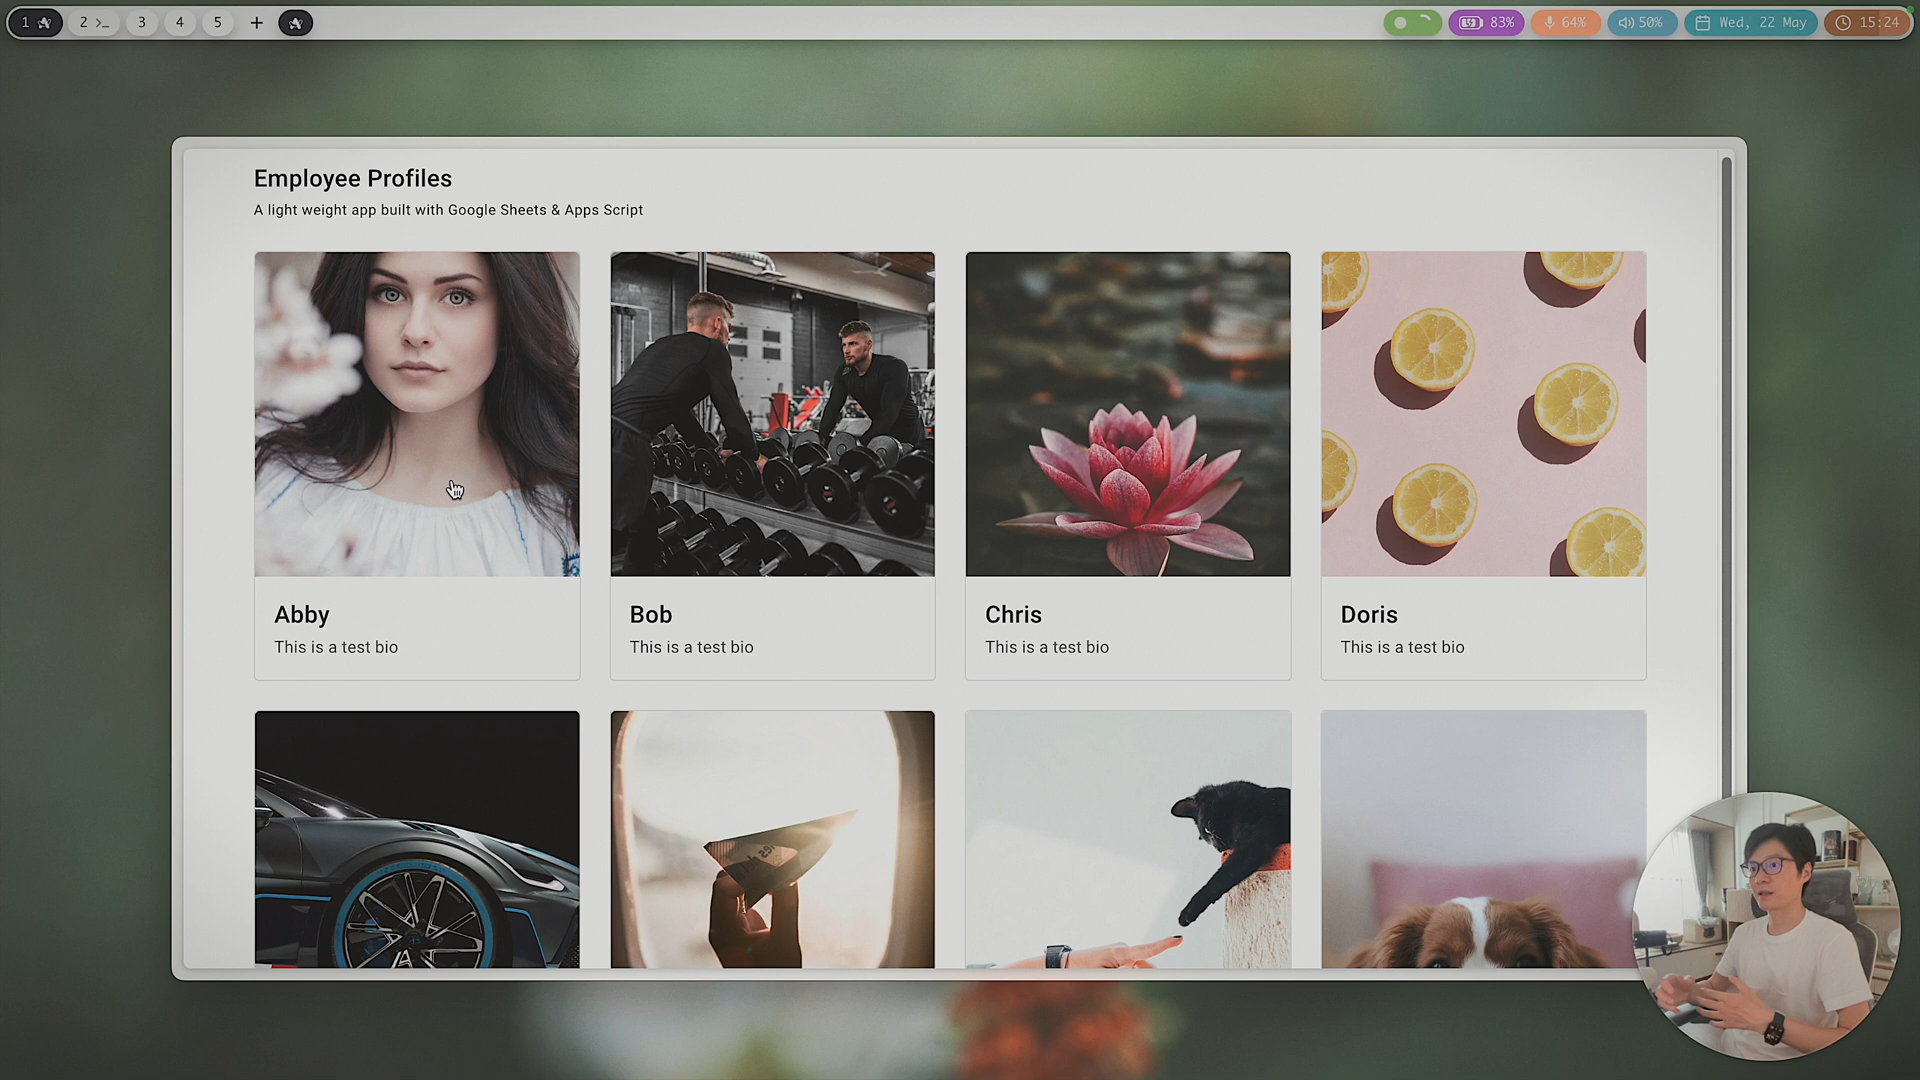 1
2 >_
3
4
5
+
83%
64%
50%
Wed, 22 May
15:24
Employee Profiles
A light weight app built with Google Sheets & Apps Script
Abby
This is a test bio
Bob
This is a test bio
Chris
This is a test bio
Doris
This is a test bio